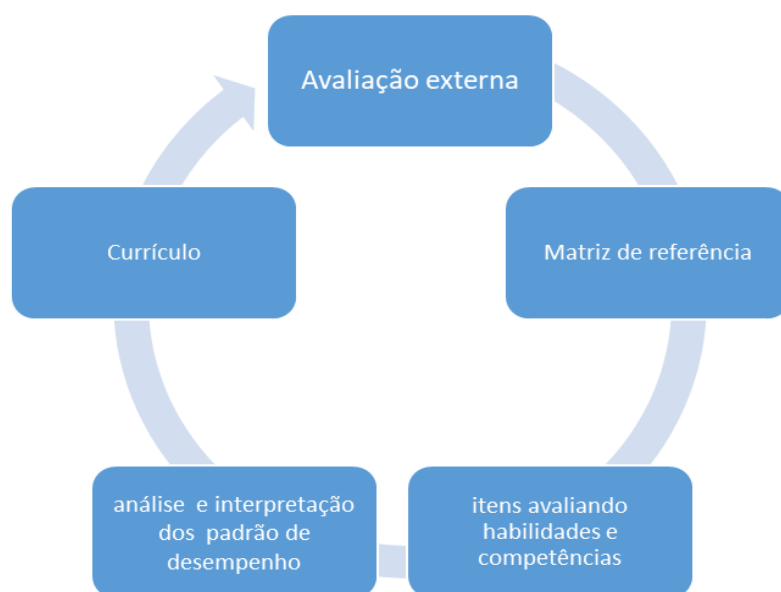 Avaliação externa
Matriz de referência
itens avaliando
habilidades e
competências
análise e interpretação
dos padrão de
desempenho
Currículo